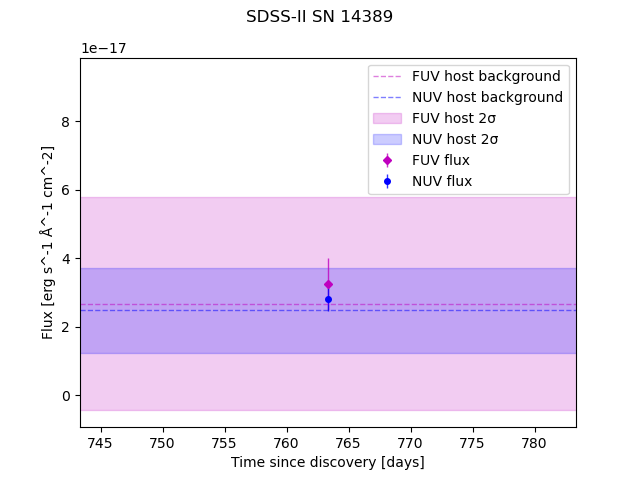 SDSS-II SN 14389
1e−17
FUV host background
NUV host background
FUV host 2σ
NUV host 2σ
FUV flux
NUV flux
8
6
4
2
0
Flux [erg s^-1 Å^-1 cm^-2]
745 750 755 760 765 770 775 780
Time since discovery [days]